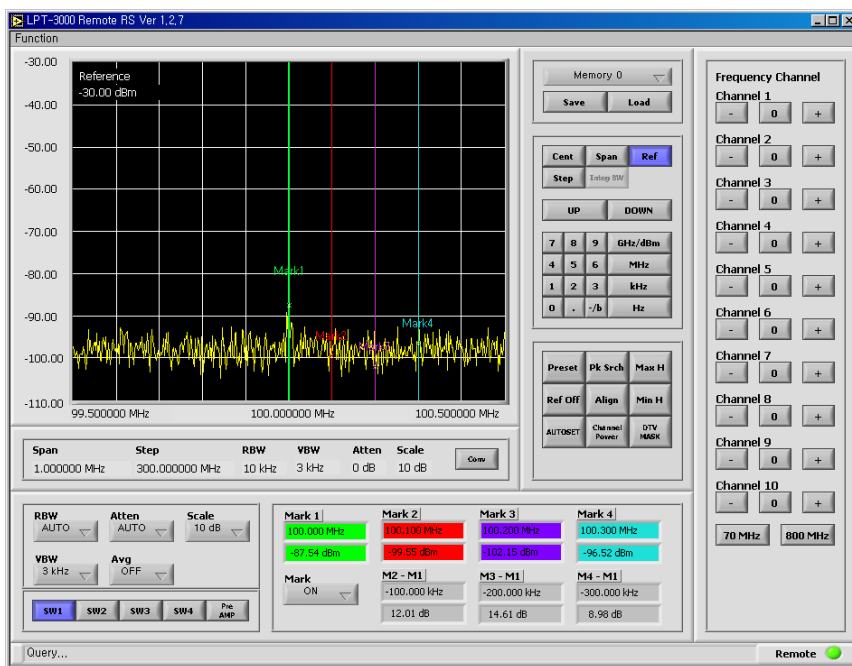 LPT-3000 Remote RS Ver 1,2,7
Function
-30.00
-40.00
-50.00
-60.00
-70.00
-80.00
-90.00
-100.00
-110.00
Reference
-30.00 dBm
Mark1
Mark2
Mark4
99.500000 MHz 100.000000 MHz 100.500000 MHz
Span Step RBW VBW Atten Scale
1.000000 MHz 300.000000 MHz 10 kHz 3 kHz 0 dB 10 dB
Conv
RBW Atten Scale
AUTO AUTO 10 dB
VBW Avg
3 kHz OFF
SW1 SW2 SW3 SW4 Pre AMP
Mark 1 Mark 2 Mark 3 Mark 4
100.000 MHz 100.100 MHz 100.200 MHz 100.300 MHz
-87.54 dBm -99.55 dBm -102.15 dBm -96.52 dBm
Mark M2 - M1 M3 - M1 M4 - M1
ON -100.000 kHz -200.000 kHz -300.000 kHz
12.01 dB 14.61 dB 8.98 dB
Memory 0
Save Load
Cent Span Ref
Step Integ BW
UP DOWN
7 8 9 GHz/dBm
4 5 6 MHz
1 2 3 kHz
0 . -/b Hz
Preset Pk Srch Max H
Ref Off Align Min H
AUTOSET Channel Power DTV MASK
Frequency Channel
Channel 1
- 0 +
Channel 2
- 0 +
Channel 3
- 0 +
Channel 4
- 0 +
Channel 5
- 0 +
Channel 6
- 0 +
Channel 7
- 0 +
Channel 8
- 0 +
Channel 9
- 0 +
Channel 10
- 0 +
70 MHz 800 MHz
Query...
Remote